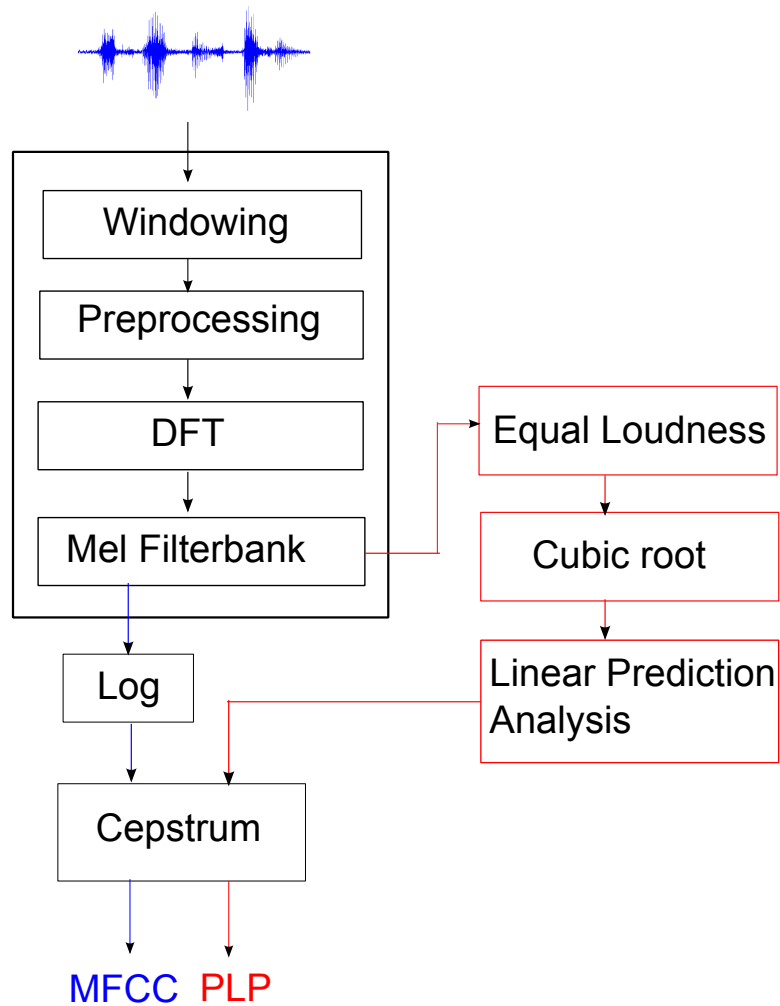 Windowing
Preprocessing
DFT
Mel Filterbank
Equal Loudness
Cubic root
Linear Prediction
Analysis
Log
Cepstrum
MFCC PLP